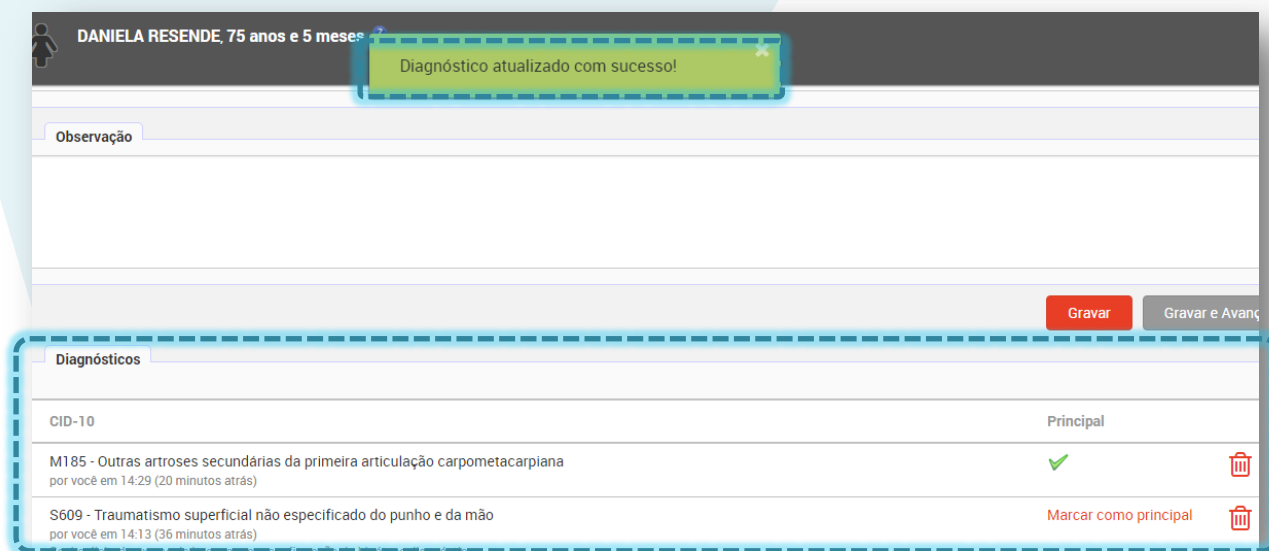 DANIELA RESENDE, 75 anos e 5 meses
Diagnóstico atualizado com sucesso!
Observação
Gravar
Gravar e Avanç
Diagnósticos
CID-10
Principal
M185 - Outras artroses secundárias da primeira articulação carpometacarpiana
por você em 14:29 (20 minutos atrás)
S609 - Traumatismo superficial não especificado do punho e da mão
Marcar como principal
por você em 14:13 (36 minutos atrás)